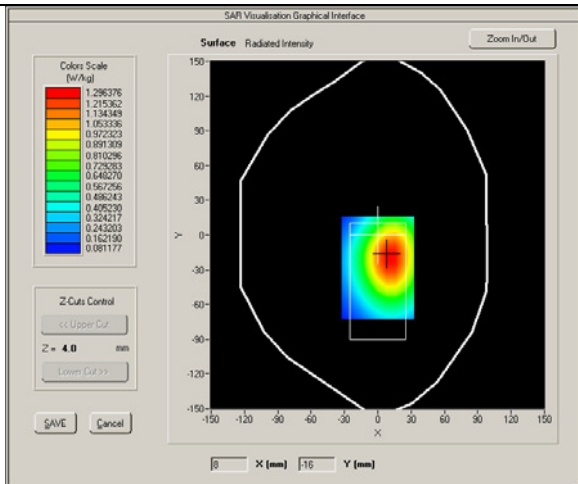 SAR Visualisation Graphical Interface
Surface Radiated Intensity
Zoom In/Out
Colors Scale
(W/kg)
1.296376
1.215362
1.134349
1.053336
0.972323
0.891309
0.810296
0.729283
0.648270
0.567256
0.486243
0.405230
0.324217
0.243203
0.162190
0.081177
150-
120-
90-
60-
30-
0-
-30-
-60-
-90-
-120-
-150-
Y
-150 -120 -90 -60 -30 0 30 60 90 120 150
X
Z-Cuts Control
<< Upper Cut
Z = 4.0 mm
Lower Cut >>
SAVE Cancel
8 X (mm) -16 Y (mm)